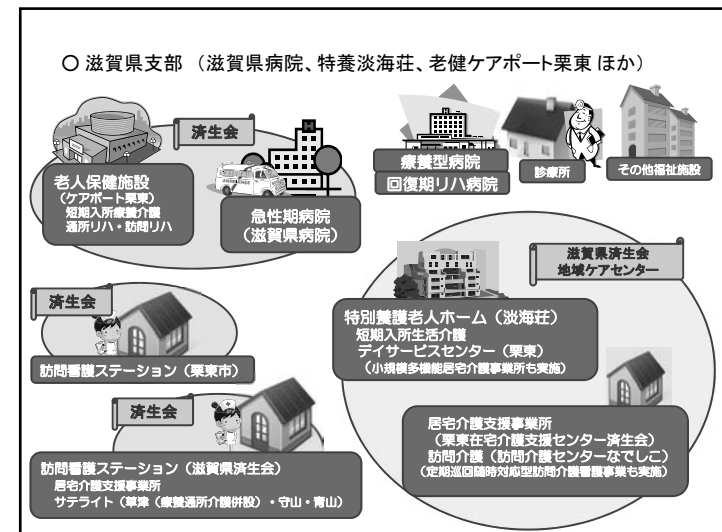 ○ 滋賀県支部 （滋賀県病院、特養淡海荘、老健ケアポート栗東 ほか）
済生会
老人保健施設
（ケアポート栗東）
短期入所療養介護
通所リハ・訪問リハ
急性期病院
（滋賀県病院）
療養型病院
回復期リハ病院
診療所
その他福祉施設
滋賀県済生会
地域ケアセンター
特別養護老人ホーム（淡海荘）
短期入所生活介護
デイサービスセンター（栗東）
（小規模多機能居宅介護事業所も実施）
済生会
訪問看護ステーション（栗東市）
済生会
訪問看護ステーション（滋賀県済生会）
居宅介護支援事業所
サテライト（草津（療養通所介護併設）・守山・青山）
居宅介護支援事業所
（栗東在宅介護支援センター済生会）
訪問介護（訪問介護センターなでしこ）
（定期巡回随時対応型訪問介護看護事業も実施）